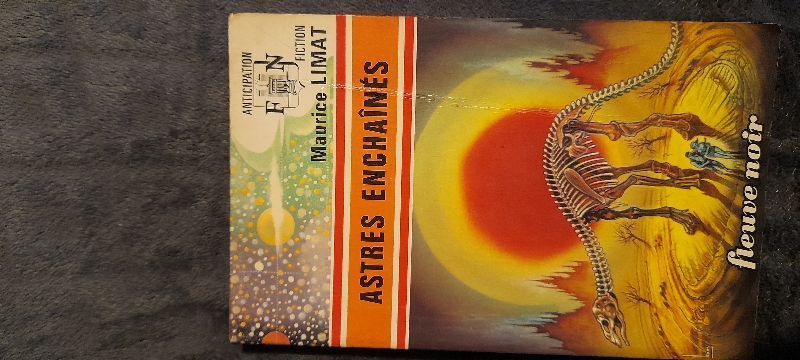 ANTICIPATION
FICTION
F N
Maurice LIMAT
ASTRES ENCHAÎNÉS
fleuve noir